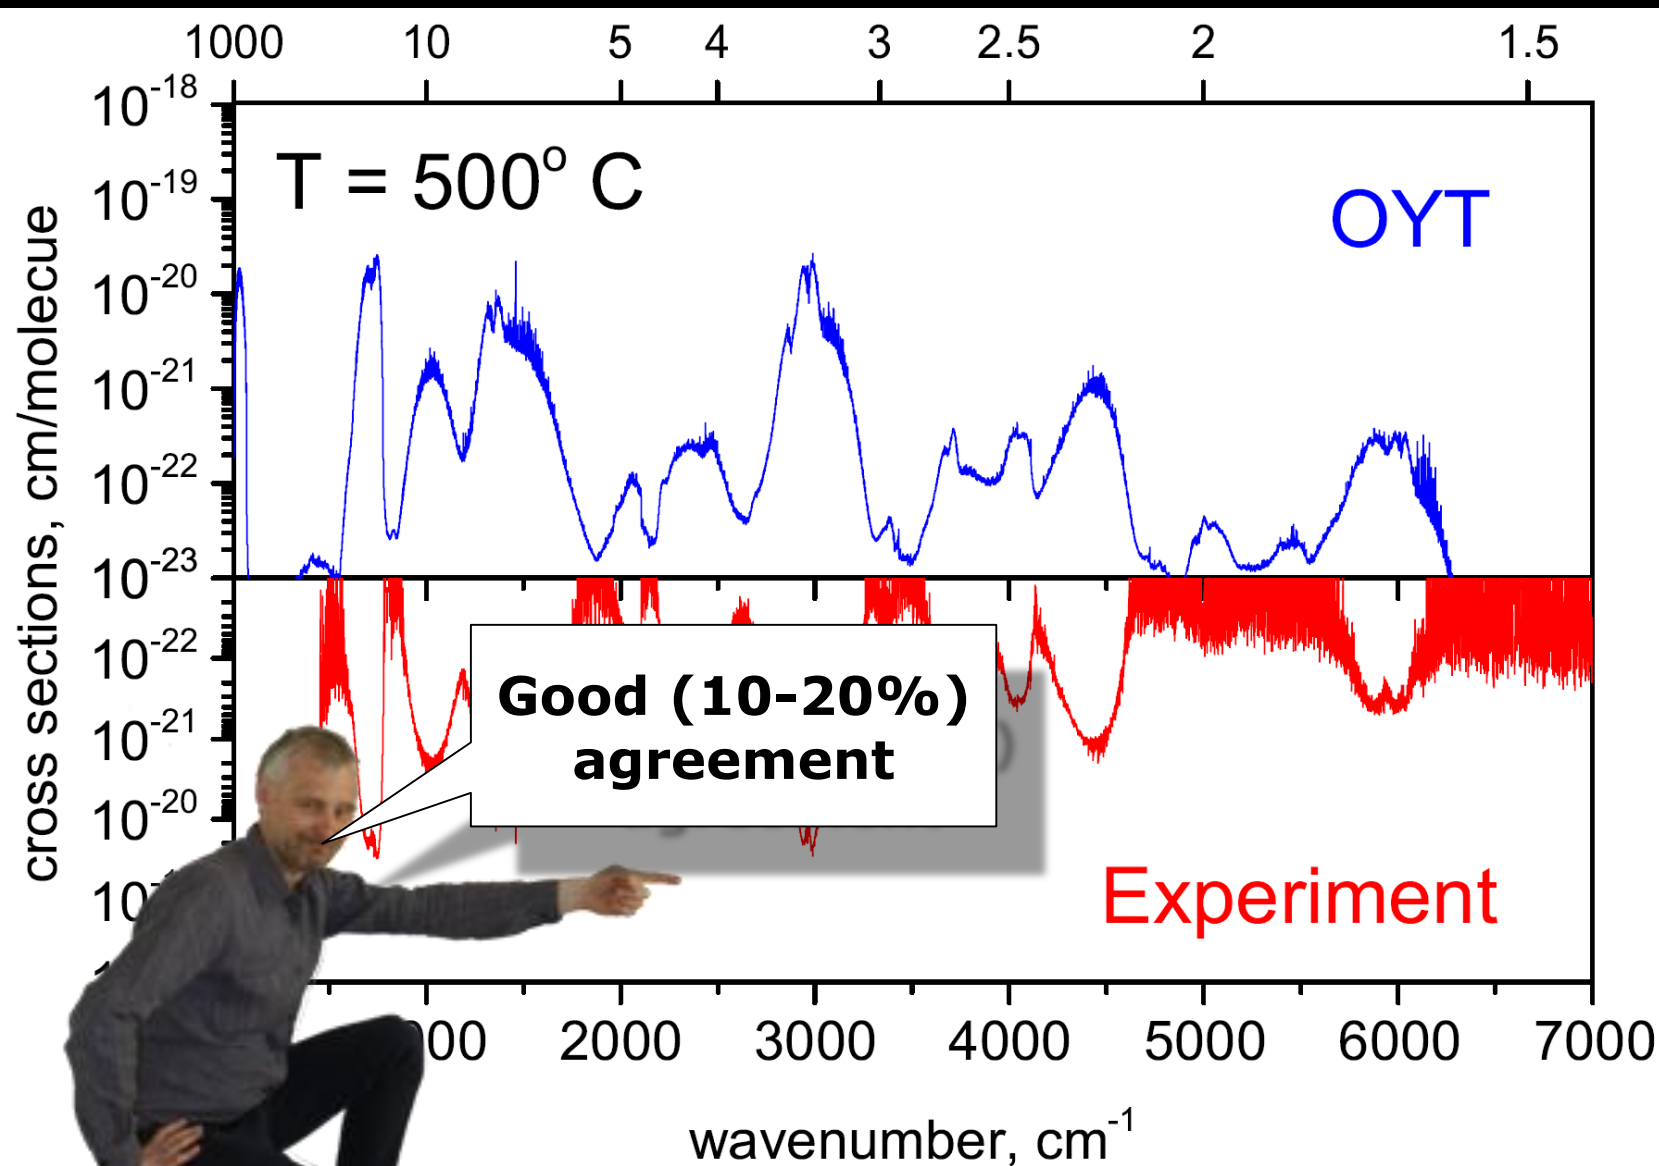 1000 10 5 4 3 2.5 2 1.5
10-18
T = 500o C
10-19
OYT
10-20
10-21
10-22
10-23
cross sections, cm/molecue
10-22
Good (10-20%)
agreement
10-21
10-20
Experiment
2000 3000 4000 5000 6000 7000
wavenumber, cm-1